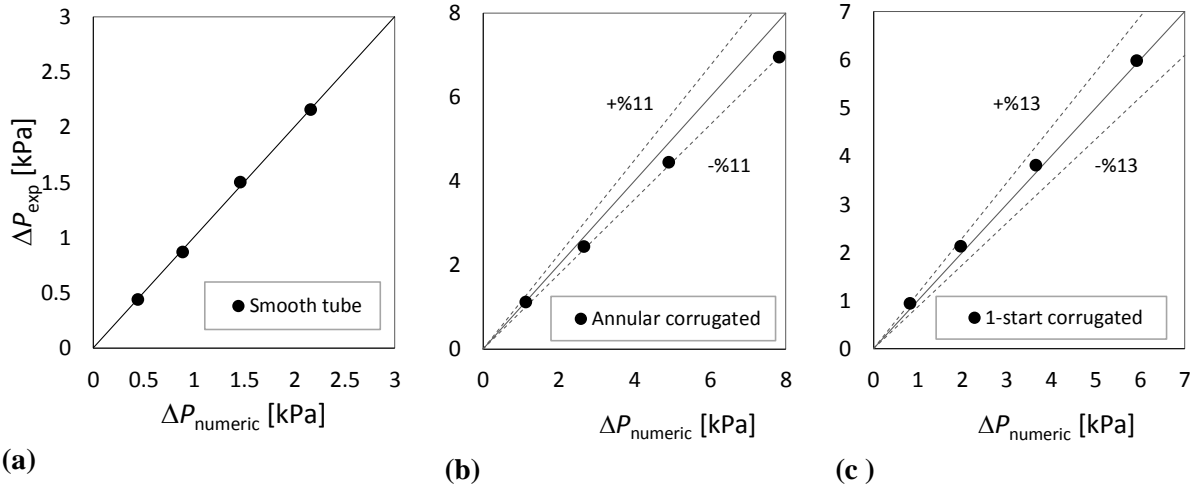 3
2.5
2
1.5
1
0.5
0
ΔPexp [kPa]
0 0.5 1 1.5 2 2.5 3
ΔPnumeric [kPa]
Smooth tube
(a)
8
6
4
2
0
+%11
-%11
Annular corrugated
0 2 4 6 8
ΔPnumeric [kPa]
(b)
7
6
5
4
3
2
1
0
+%13
-%13
1-start corrugated
0 1 2 3 4 5 6 7
ΔPnumeric [kPa]
(c )